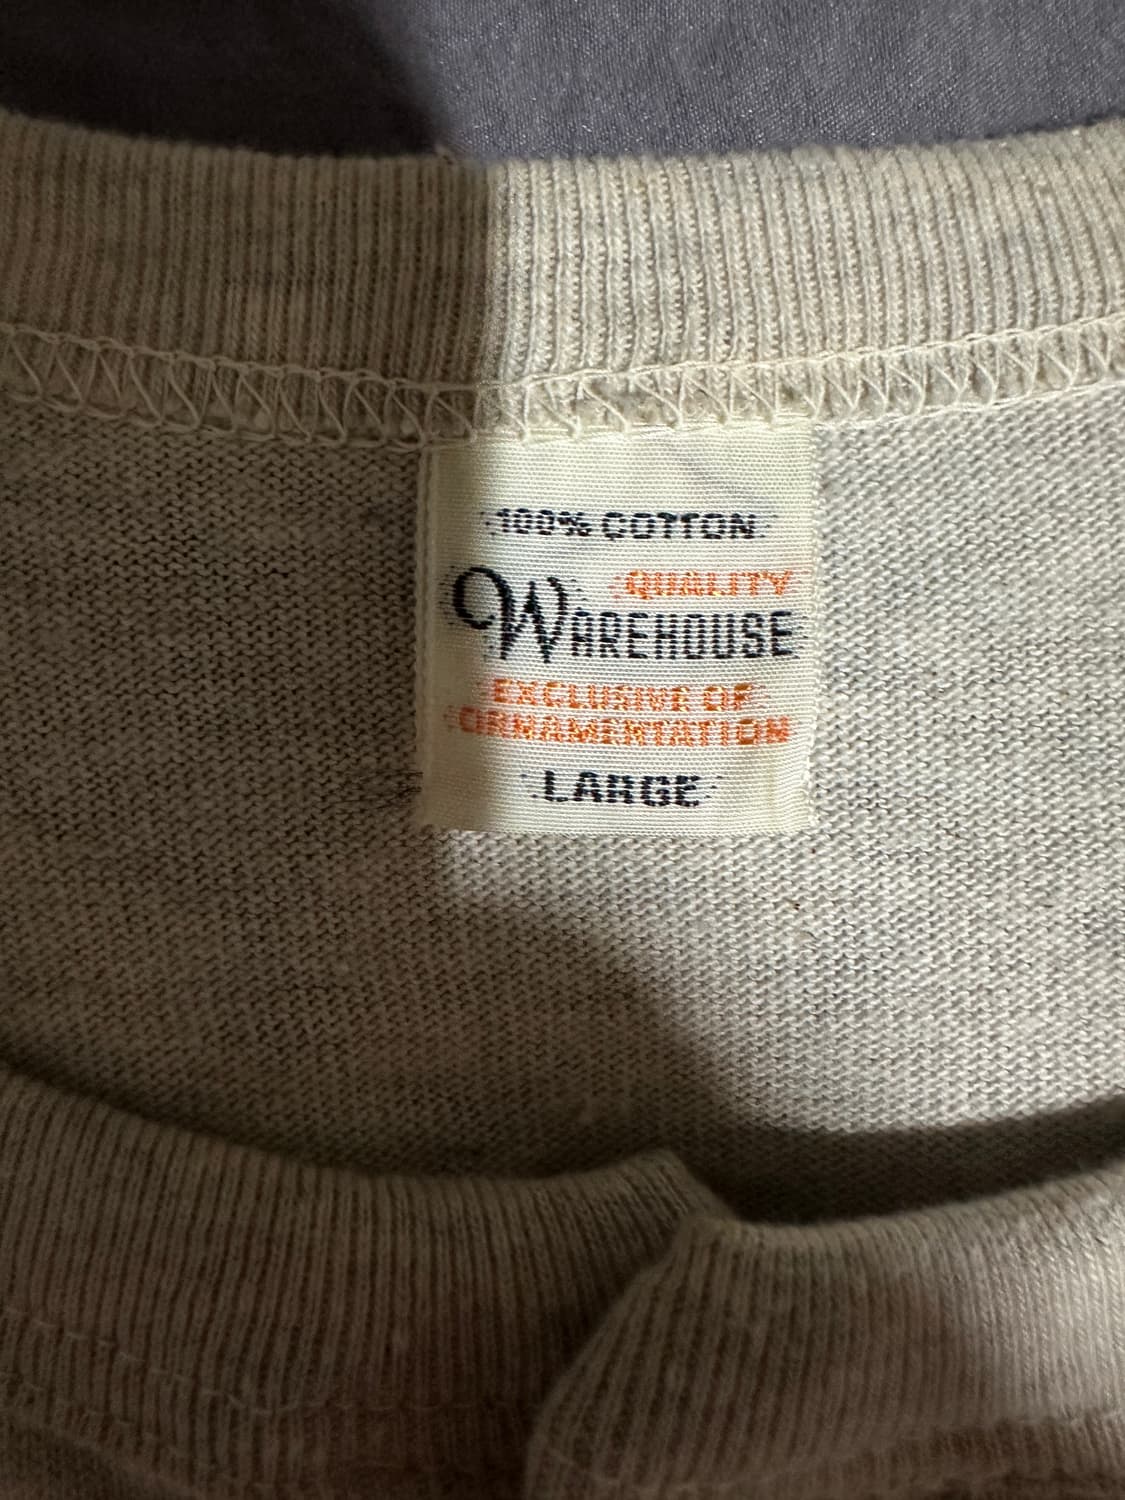 100% COTTON
QUALITY
WAREHOUSE
EXCLUSIVE OF
ORNAMENTATION
LARGE